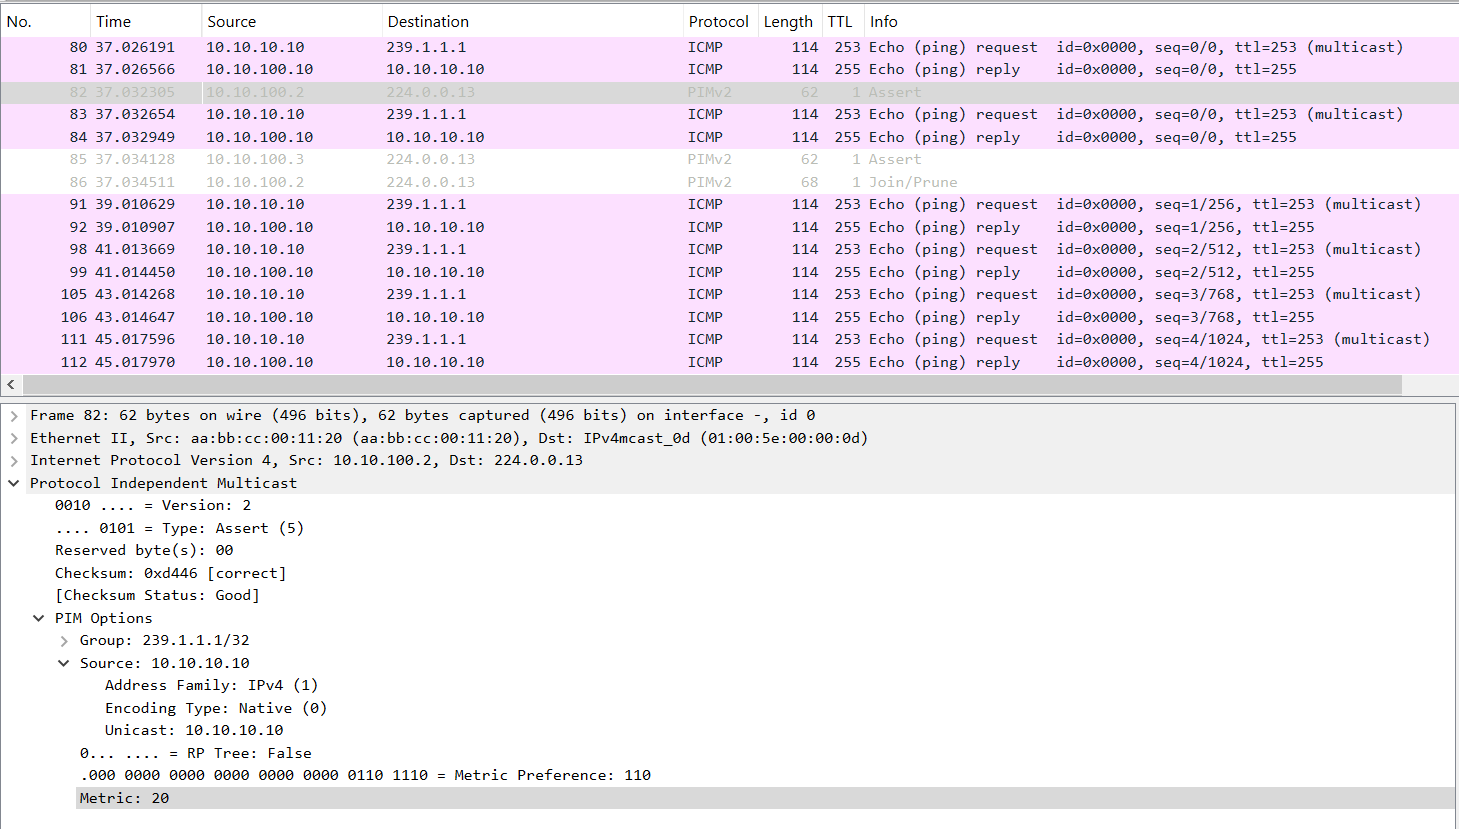 No. Time Source Destination Protocol Length TTL Info
80 37.026191 10.10.10.10 239.1.1.1 ICMP 114 253 Echo (ping) request id=0x0000, seq=0/0, ttl=253 (multicast)
81 37.026566 10.10.100.10 10.10.10.10 ICMP 114 255 Echo (ping) reply id=0x0000, seq=0/0, ttl=255
82 37.032305 10.10.100.2 224.0.0.13 PIMv2 62 1 Assert
83 37.032654 10.10.10.10 239.1.1.1 ICMP 114 253 Echo (ping) request id=0x0000, seq=0/0, ttl=253 (multicast)
84 37.032949 10.10.100.10 10.10.10.10 ICMP 114 255 Echo (ping) reply id=0x0000, seq=0/0, ttl=255
85 37.034128 10.10.100.3 224.0.0.13 PIMv2 62 1 Assert
86 37.034511 10.10.100.2 224.0.0.13 PIMv2 68 1 Join/Prune
91 39.010629 10.10.10.10 239.1.1.1 ICMP 114 253 Echo (ping) request id=0x0000, seq=1/256, ttl=253 (multicast)
92 39.010907 10.10.100.10 10.10.10.10 ICMP 114 255 Echo (ping) reply id=0x0000, seq=1/256, ttl=255
98 41.013669 10.10.10.10 239.1.1.1 ICMP 114 253 Echo (ping) request id=0x0000, seq=2/512, ttl=253 (multicast)
99 41.014450 10.10.100.10 10.10.10.10 ICMP 114 255 Echo (ping) reply id=0x0000, seq=2/512, ttl=255
105 43.014268 10.10.10.10 239.1.1.1 ICMP 114 253 Echo (ping) request id=0x0000, seq=3/768, ttl=253 (multicast)
106 43.014647 10.10.100.10 10.10.10.10 ICMP 114 255 Echo (ping) reply id=0x0000, seq=3/768, ttl=255
111 45.017596 10.10.10.10 239.1.1.1 ICMP 114 253 Echo (ping) request id=0x0000, seq=4/1024, ttl=253 (multicast)
112 45.017970 10.10.100.10 10.10.10.10 ICMP 114 255 Echo (ping) reply id=0x0000, seq=4/1024, ttl=255
Frame 82: 62 bytes on wire (496 bits), 62 bytes captured (496 bits) on interface -, id 0
Ethernet II, Src: aa:bb:cc:00:11:20 (aa:bb:cc:00:11:20), Dst: IPv4mcast_0d (01:00:5e:00:00:0d)
Internet Protocol Version 4, Src: 10.10.100.2, Dst: 224.0.0.13
Protocol Independent Multicast
0010 .... = Version: 2
.... 0101 = Type: Assert (5)
Reserved byte(s): 00
Checksum: 0xd446 [correct]
[Checksum Status: Good]
PIM Options
Group: 239.1.1.1/32
Source: 10.10.10.10
Address Family: IPv4 (1)
Encoding Type: Native (0)
Unicast: 10.10.10.10
0... .... = RP Tree: False
.000 0000 0000 0000 0000 0000 0110 1110 = Metric Preference: 110
Metric: 20